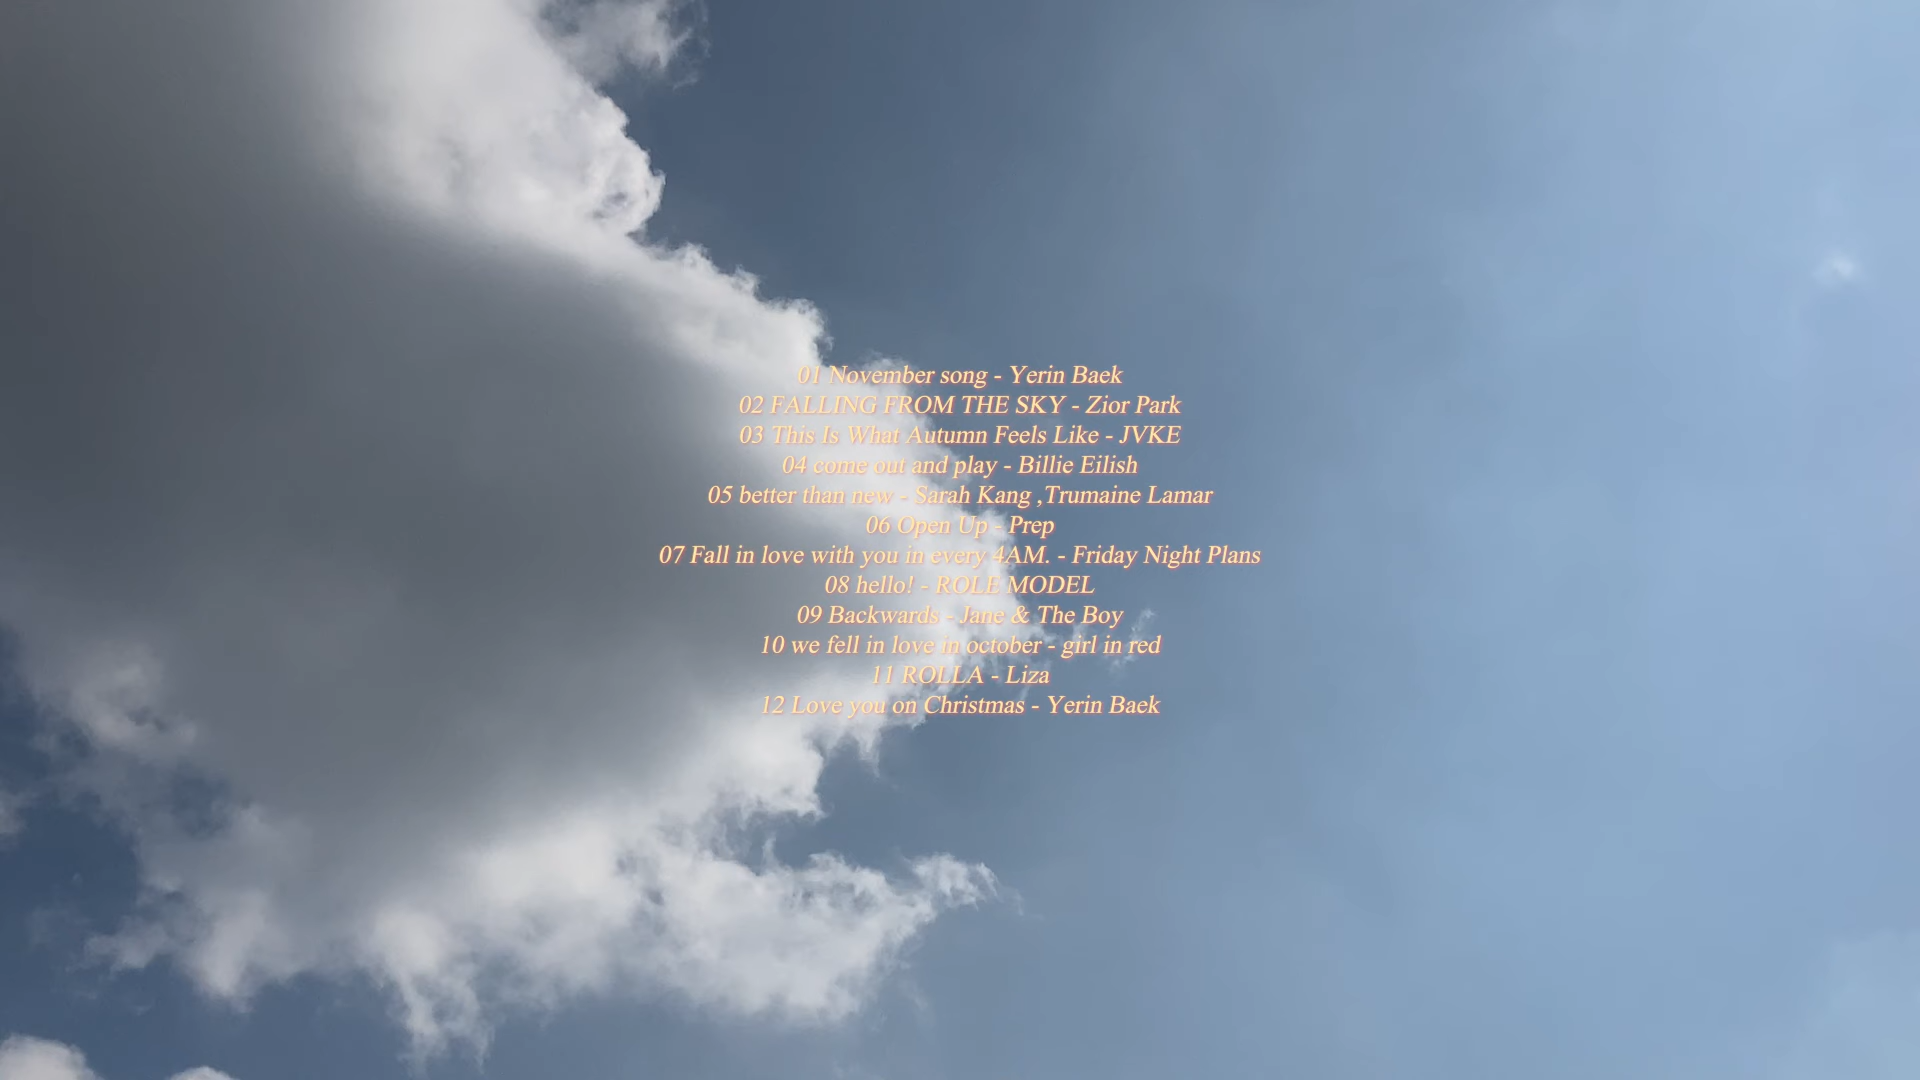 01 November song - Yerin Baek
02 FALLING FROM THE SKY - Zior Park
03 This Is What Autumn Feels Like - JVKE
04 come out and play - Billie Eilish
05 better than new - Sarah Kang ,Trumaine Lamar
06 Open Up - Prep
07 Fall in love with you in every 4AM. - Friday Night Plans
08 hello! - ROLE MODEL
09 Backwards - Jane & The Boy
10 we fell in love in october - girl in red
11 ROLLA - Liza
12 Love you on Christmas - Yerin Baek